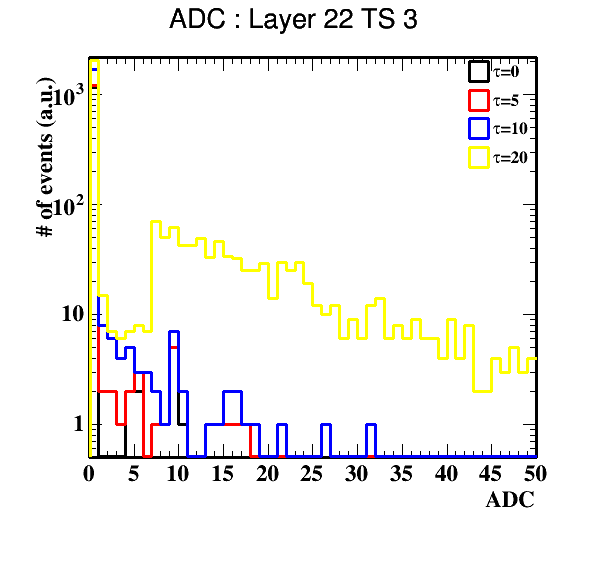 ADC : Layer 22 TS 3
# of events (a.u.)
10³
10²
10
1
τ=0
τ=5
τ=10
τ=20
0 5 10 15 20 25 30 35 40 45 50
ADC